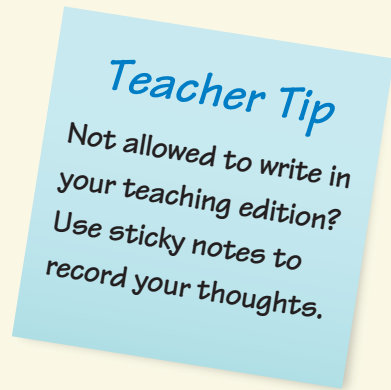 Teacher Tip
Not allowed to write in
your teaching edition?
Use sticky notes to
record your thoughts.